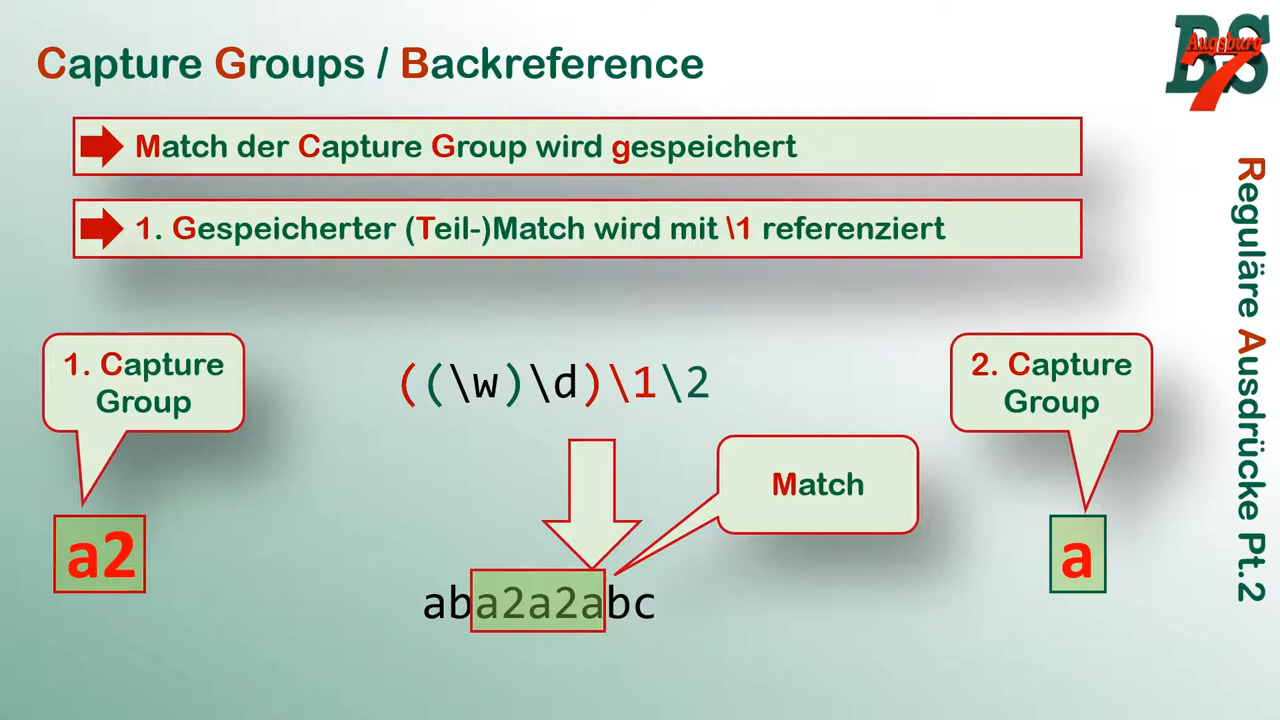 Capture Groups / Backreference
BS7
Augsburg
Match der Capture Group wird gespeichert
1. Gespeicherter (Teil-)Match wird mit \1 referenziert
Reguläre Ausdrücke Pt.2
1. Capture
Group
((\w)\d)\1\2
2. Capture
Group
Match
a2
a
aba2a2abc